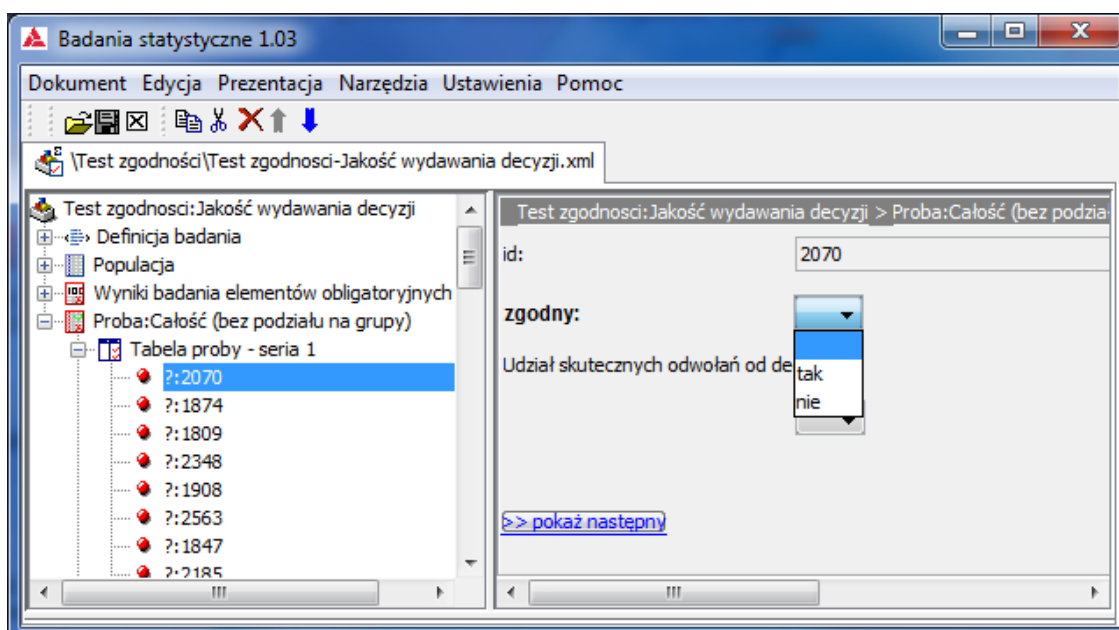 Badania statystyczne 1.03
Dokument Edycja Prezentacja Narzędzia Ustawienia Pomoc
\Test zgodności\Test zgodnosci-Jakość wydawania decyzji.xml
Test zgodnosci:Jakość wydawania decyzji
Definicja badania
Populacja
Wyniki badania elementów obligatoryjnych
Proba:Całość (bez podziału na grupy)
Tabela proby - seria 1
?:2070
?:1874
?:1809
?:2348
?:1908
?:2563
?:1847
?:2185
Test zgodnosci:Jakość wydawania decyzji > Proba:Całość (bez podzia
id: 2070
zgodny:
Udział skutecznych odwołań od de
tak
nie
>> pokaż następny